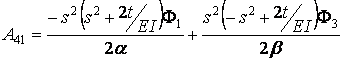 A₄₁ = −s²(s² + 2t/EI)Φ₁ / 2α + s²(−s² + 2t/EI)Φ₃ / 2β